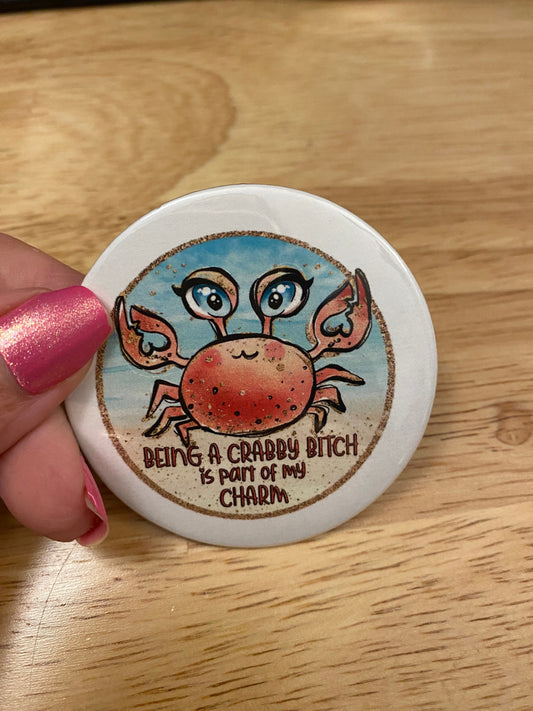 BEING A CRABBY BITCH
is PART OF MY
CHARM